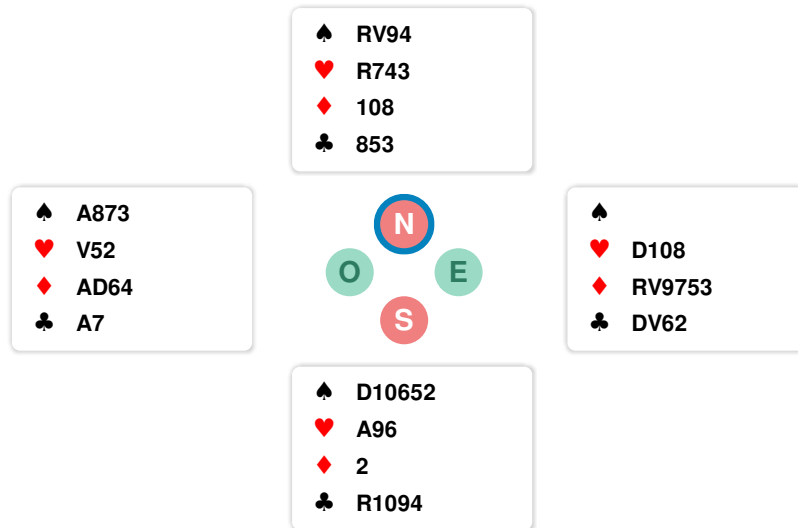 ♠ RV94
♥ R743
♦ 108
♣ 853
♠ A873
♥ V52
♦ AD64
♣ A7
N
O E
S
♠
♥ D108
♦ RV9753
♣ DV62
♠ D10652
♥ A96
♦ 2
♣ R1094